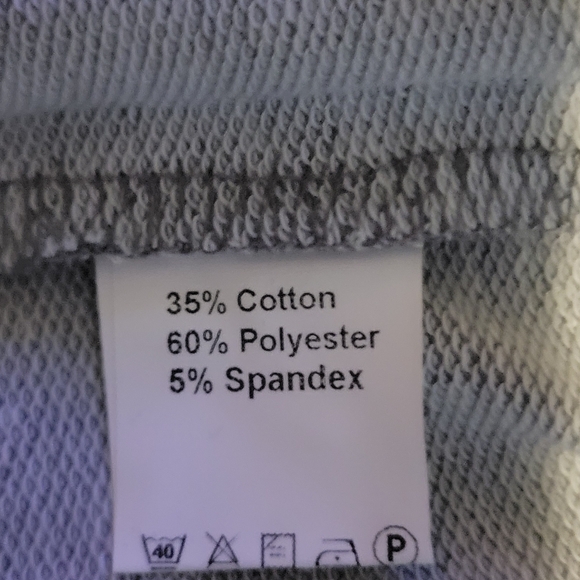 35% Cotton
60% Polyester
5% Spandex
40 P